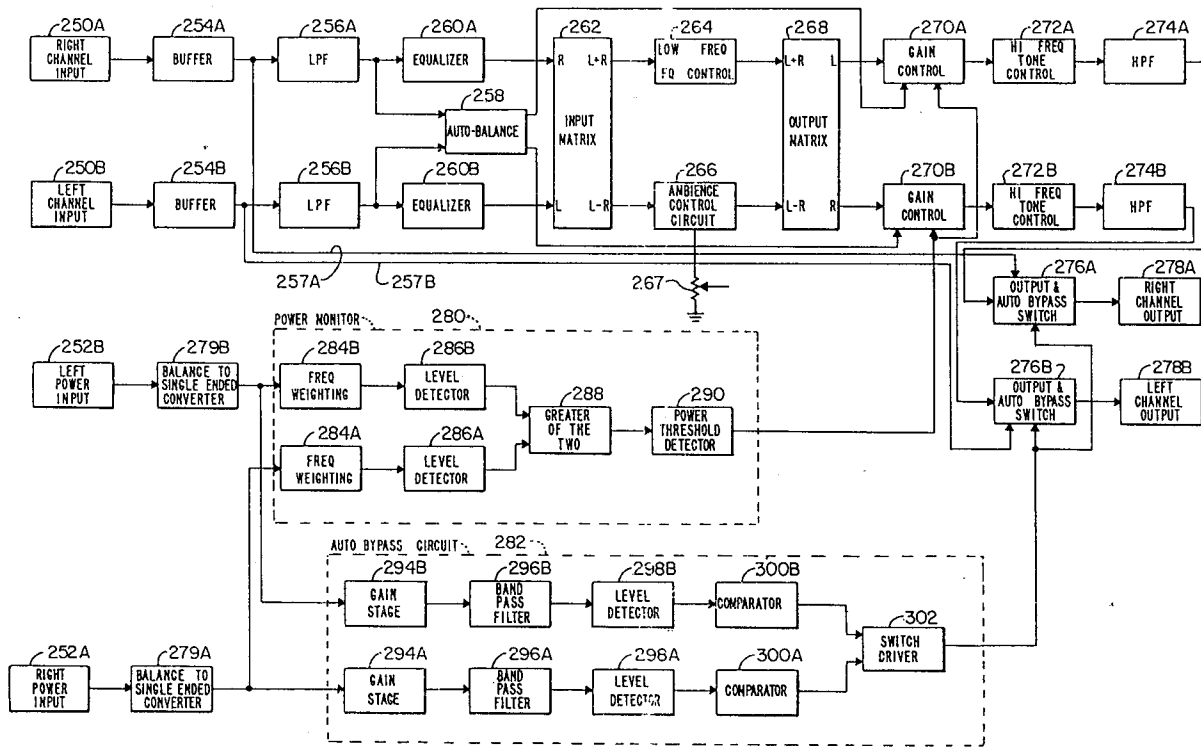 250A
RIGHT
CHANNEL
INPUT
254A
BUFFER
256A
LPF
260A
EQUALIZER
262
R L+R
INPUT
MATRIX
L L-R
264
LOW FREQ
EQ CONTROL
268
L+R L
OUTPUT
MATRIX
L-R R
270A
GAIN
CONTROL
272A
HI FREQ
TONE
CONTROL
274A
HPF
258
AUTO-BALANCE
250B
LEFT
CHANNEL
INPUT
254B
BUFFER
256B
LPF
260B
EQUALIZER
266
AMBIENCE
CONTROL
CIRCUIT
270B
GAIN
CONTROL
272B
HI FREQ
TONE
CONTROL
274B
HPF
257A
257B
267
276A
OUTPUT &
AUTO BYPASS
SWITCH
278A
RIGHT
CHANNEL
OUTPUT
POWER MONITOR
280
252B
LEFT
POWER
INPUT
279B
BALANCE TO
SINGLE ENDED
CONVERTER
284B
FREQ
WEIGHTING
286B
LEVEL
DETECTOR
288
GREATER
OF THE
TWO
290
POWER
THRESHOLD
DETECTOR
276B
OUTPUT &
AUTO BYPASS
SWITCH
278B
LEFT
CHANNEL
OUTPUT
284A
FREQ
WEIGHTING
286A
LEVEL
DETECTOR
AUTO BYPASS CIRCUIT
282
294B
GAIN
STAGE
296B
BAND
PASS
FILTER
298B
LEVEL
DETECTOR
300B
COMPARATOR
302
SWITCH
DRIVER
252A
RIGHT
POWER
INPUT
279A
BALANCE TO
SINGLE ENDED
CONVERTER
294A
GAIN
STAGE
296A
BAND
PASS
FILTER
298A
LEVEL
DETECTOR
300A
COMPARATOR